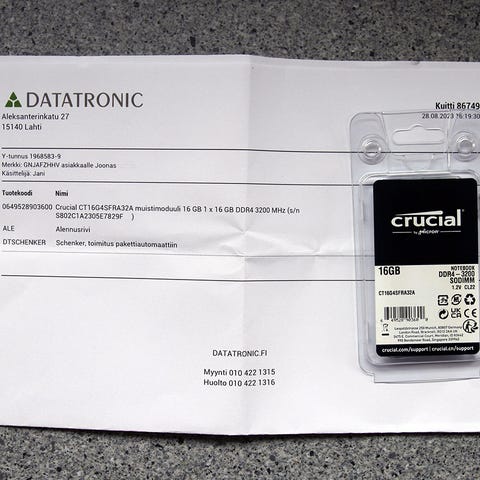 DATATRONIC
Aleksanterinkatu 27
15140 Lahti
Kuitti 86749
28.08.2023 16:19:30
Y-tunnus 1968583-9
Merkki: GNJAFZHHV asiakkaalle Joonas
Käsittelijä: Jani
Tuotekoodi Nimi
0649528903600 Crucial CT16G4SFRA32A muistimoduuli 16 GB 1 x 16 GB DDR4 3200 MHz (s/n
S802C1A2305E7829F )
ALE Alennusrivi
DTSCHENKER Schenker, toimitus pakettiautomaattiin
DATATRONIC.FI
Myynti 010 422 1315
Huolto 010 422 1316
crucial
by Micron
16GB
NOTEBOOK
DDR4-3200
SODIMM
1.2V CL22
CT16G4SFRA32A
crucial.com/support | crucial.cn/support